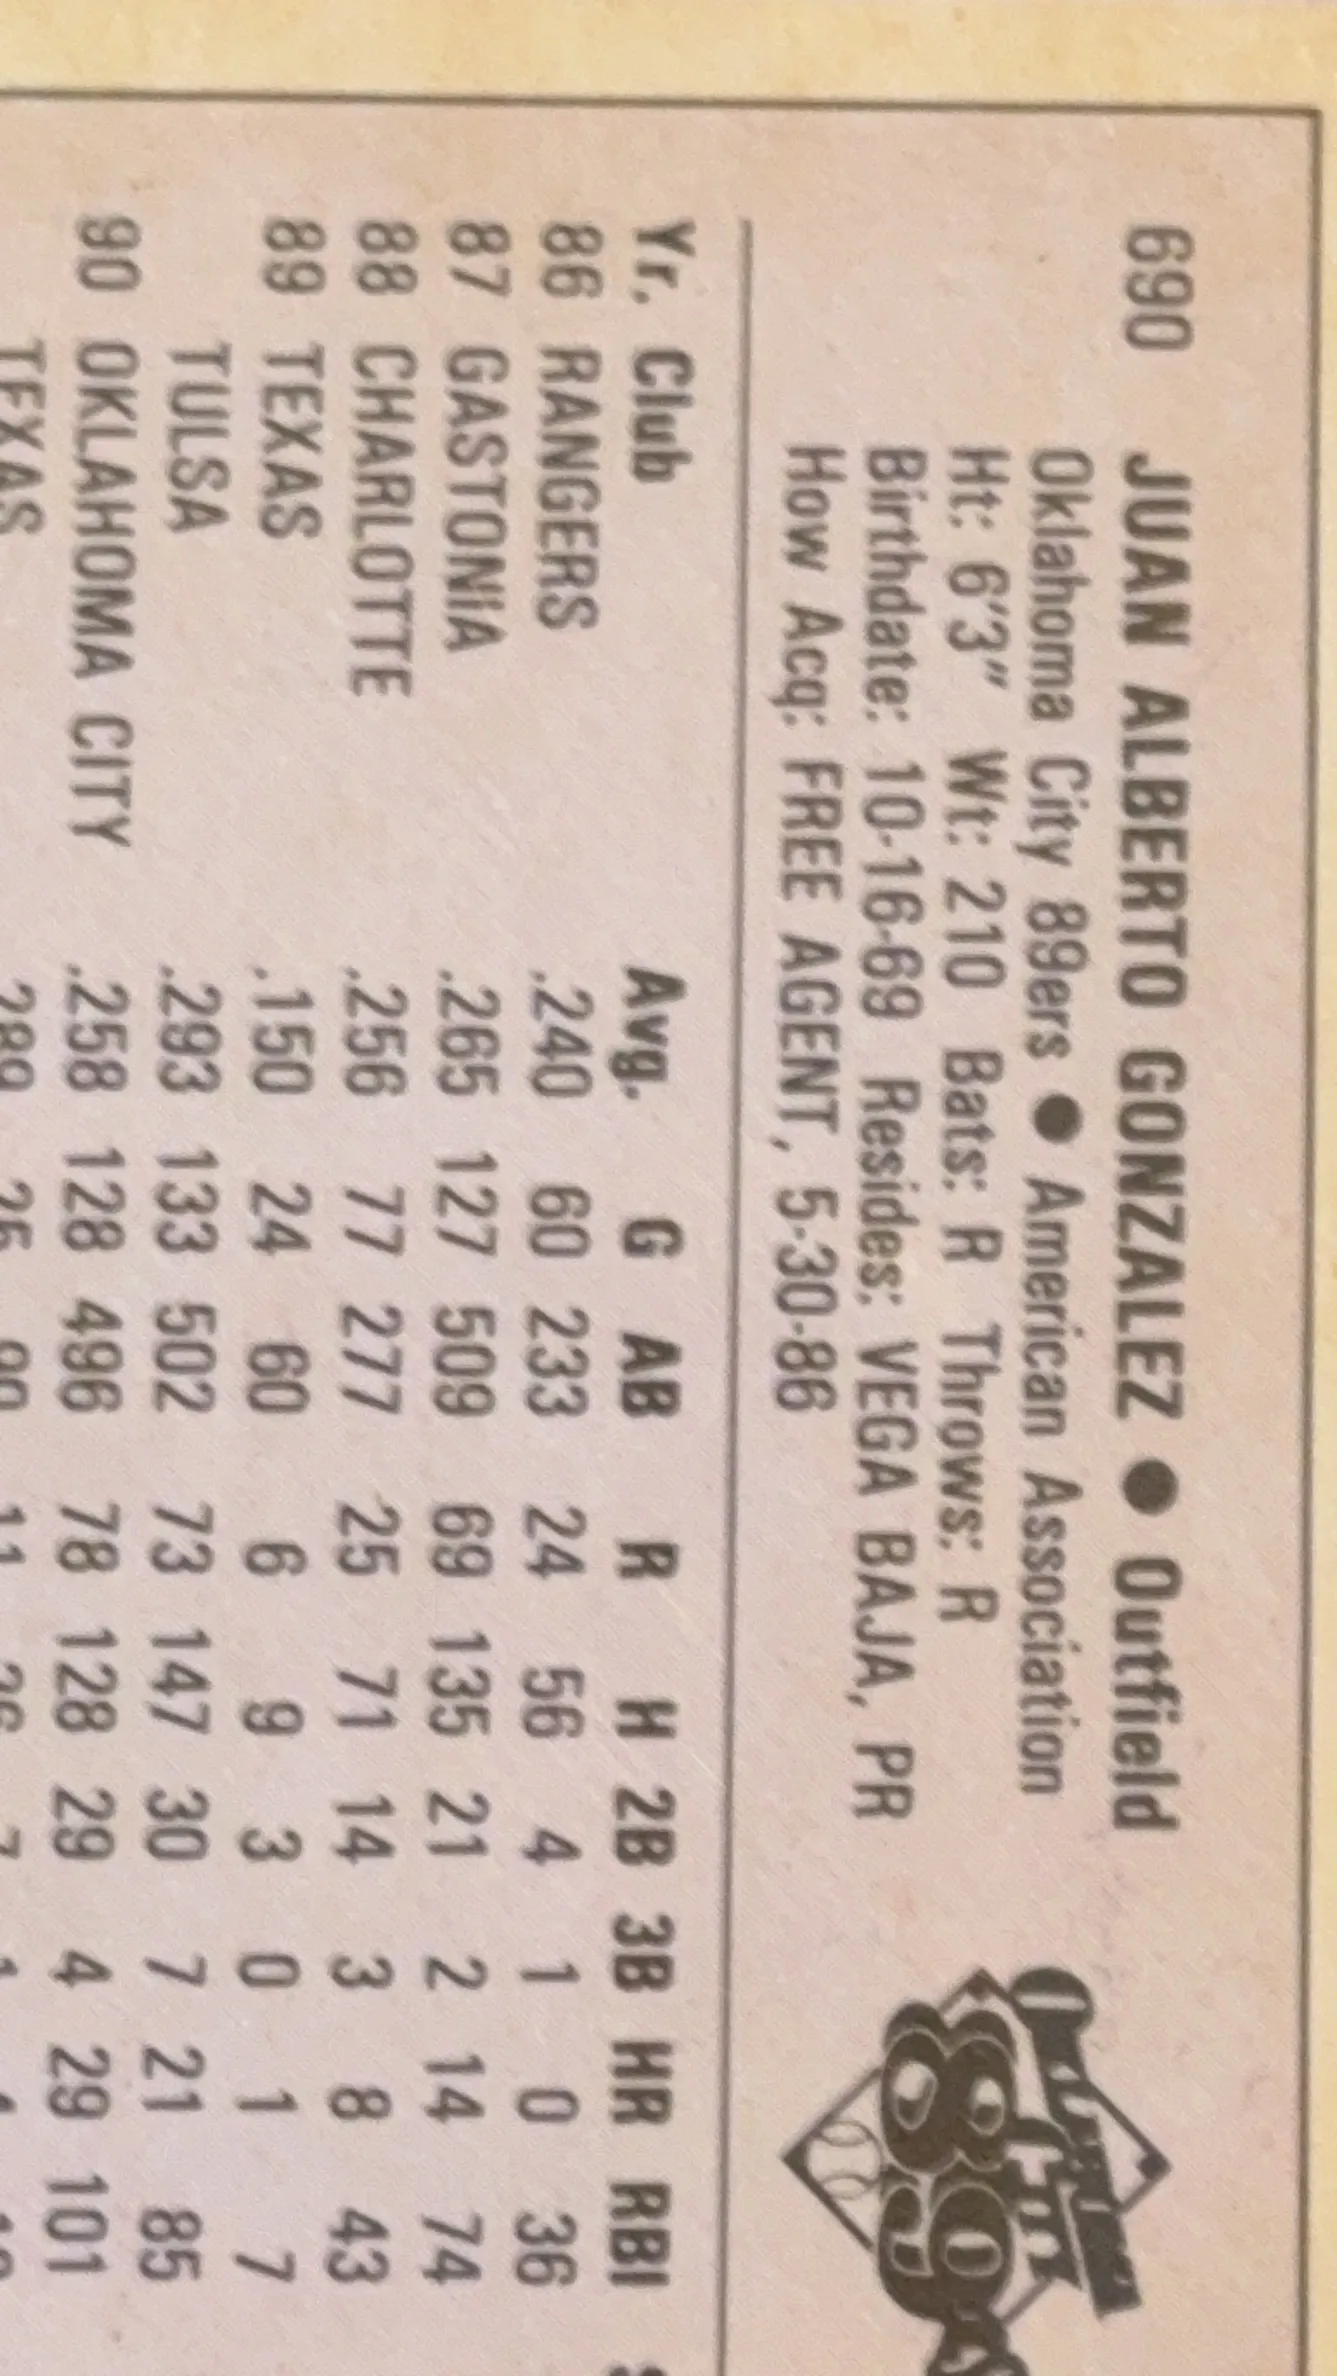 690 JUAN ALBERTO GONZALEZ ● Outfield
Oklahoma City 89ers ● American Association
Ht: 6'3" Wt: 210 Bats: R Throws: R
Birthdate: 10-16-69 Resides: VEGA BAJA, PR
How Acq: FREE AGENT, 5-30-86
Oklahoma City 89ers
Yr. Club Avg. G AB R H 2B 3B HR RBI
86 RANGERS .240 60 233 24 56 4 1 0 36
87 GASTONIA .265 127 509 69 135 21 2 14 74
88 CHARLOTTE .256 77 277 25 71 14 3 8 43
89 TEXAS .150 24 60 6 9 3 0 1 7
TULSA .293 133 502 73 147 30 7 21 85
90 OKLAHOMA CITY .258 128 496 78 128 29 4 29 101
TEXAS .289